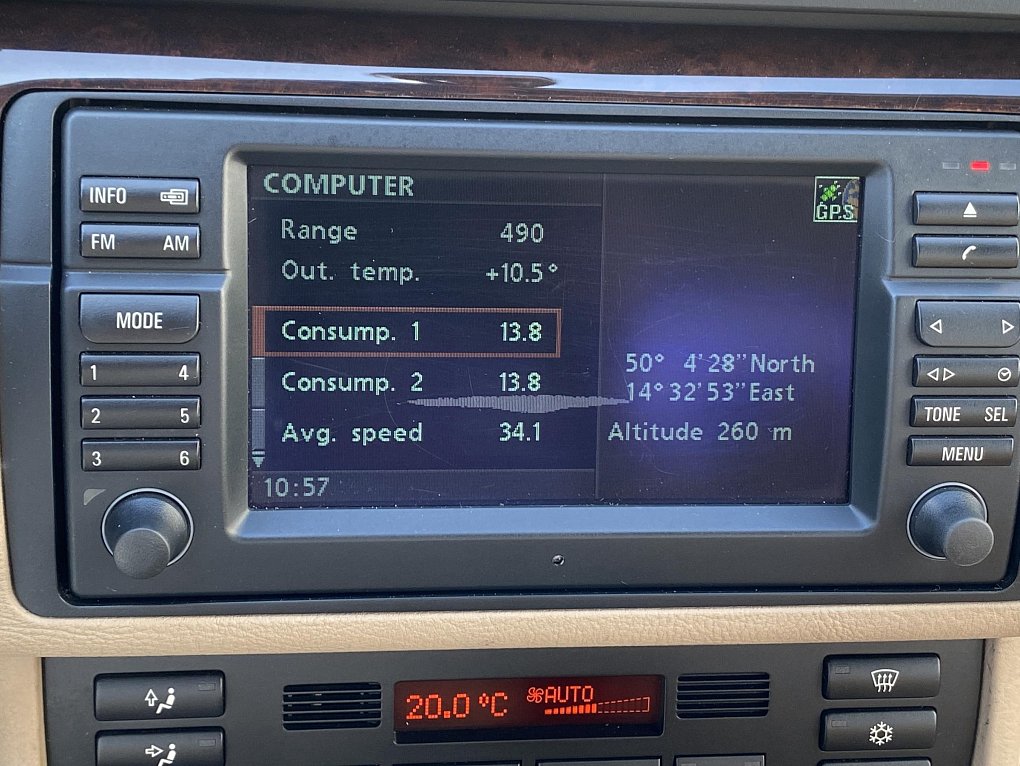 COMPUTER
GPS
Range 490
Out. temp. +10.5°
Consump. 1 13.8
Consump. 2 13.8
Avg. speed 34.1
10:57
50° 4'28"North
14°32'53"East
Altitude 260 m
INFO
FM AM
MODE
1 4
2 5
3 6
TONE SEL
MENU
20.0 °C AUTO